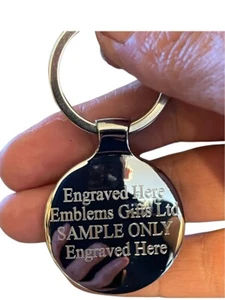 Engraved Here
Emblems Gifts Ltd
SAMPLE ONLY
Engraved Here